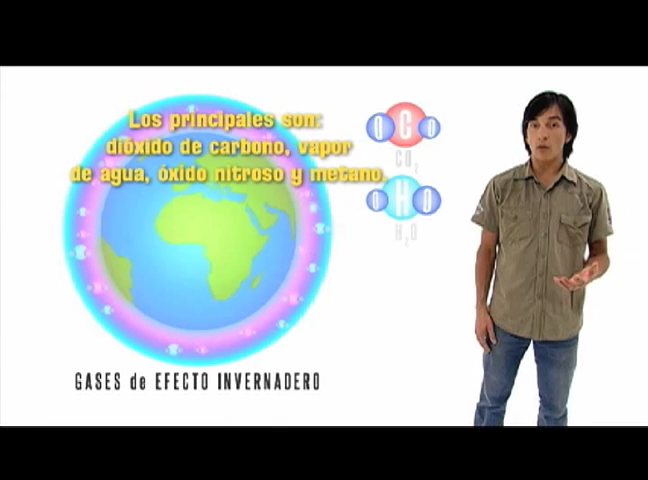 Los principales son:
dióxido de carbono, vapor
de agua, óxido nitroso y metano.
O C O
CO2
O H O
H2O
GASES de EFECTO INVERNADERO